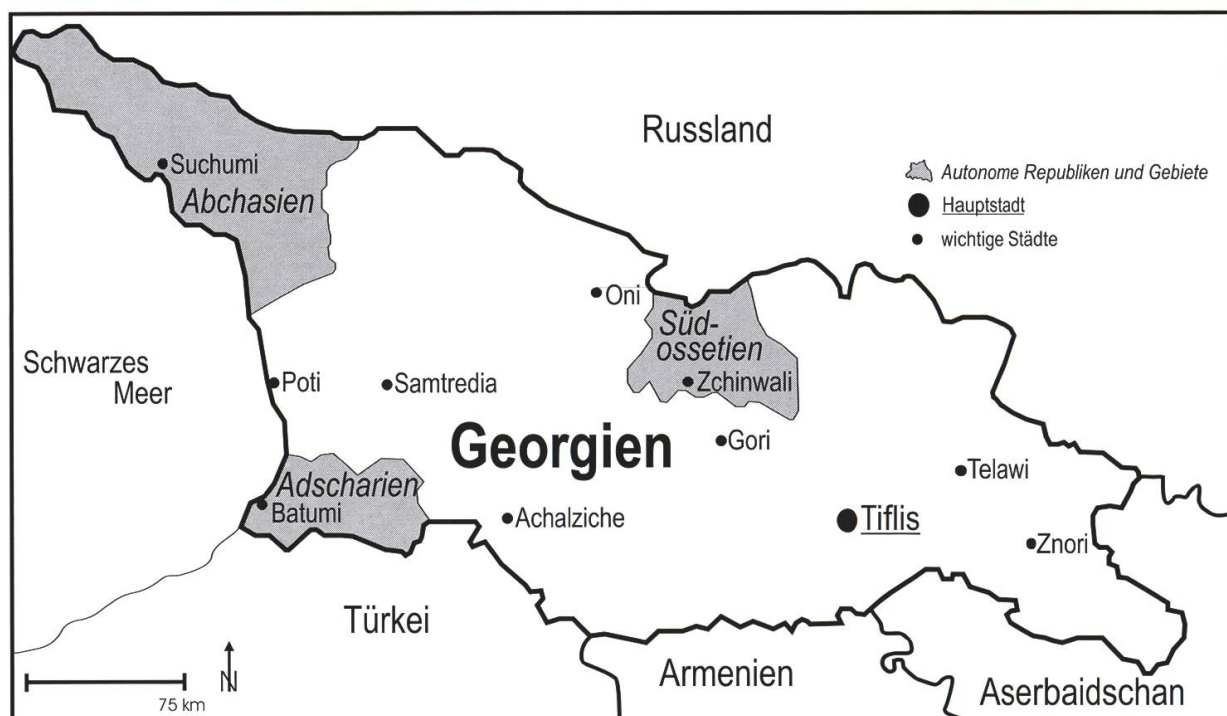 Russland
Suchumi
Abchasien
Autonome Republiken und Gebiete
Hauptstadt
wichtige Städte
Oni
Süd-
ossetien
Zchinwali
Schwarzes
Meer
Poti
Samtredia
Georgien
Gori
Telawi
Adscharien
Batumi
Achalziche
Tiflis
Znori
Türkei
Armenien
Aserbaidschan
N
75 km